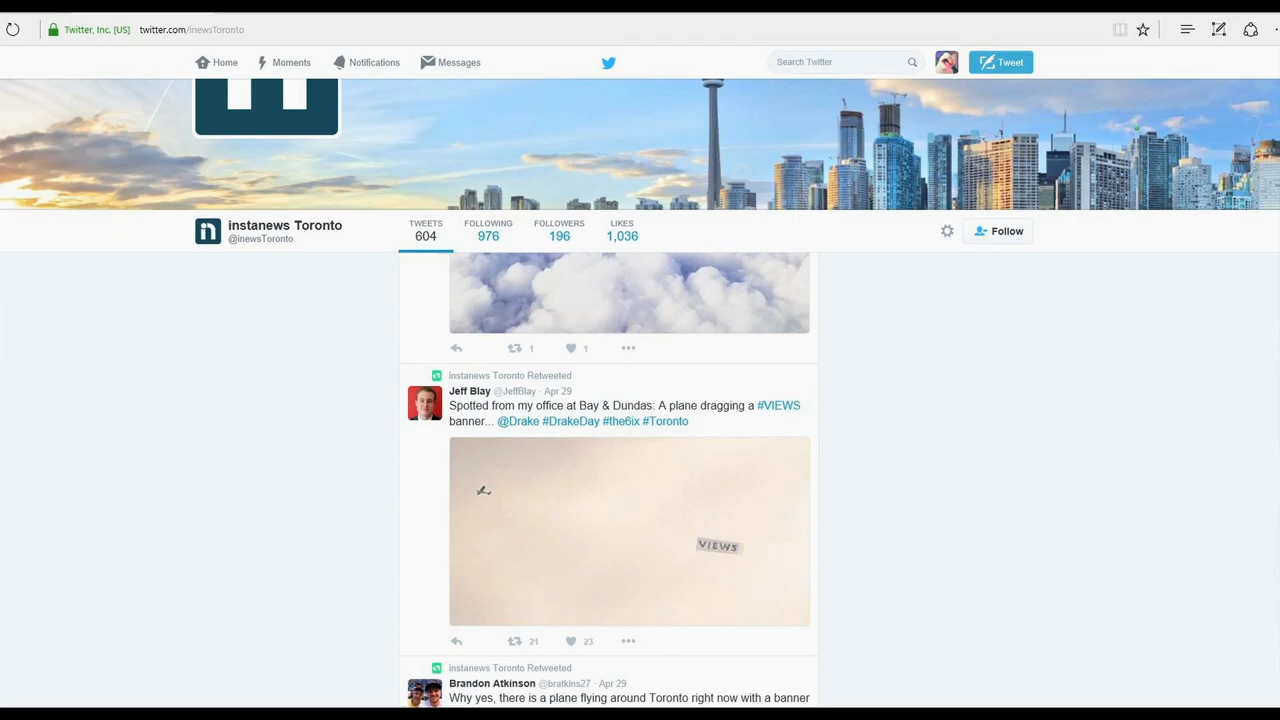 Twitter, Inc. [US] twitter.com/inewsToronto
Home Moments Notifications Messages Search Twitter Tweet
instanews Toronto
@inewsToronto
TWEETS FOLLOWING FOLLOWERS LIKES
604 976 196 1,036
Follow
1 1
instanews Toronto Retweeted
Jeff Blay @JeffBlay · Apr 29
Spotted from my office at Bay & Dundas: A plane dragging a #VIEWS
banner... @Drake #DrakeDay #the6ix #Toronto
VIEWS
21 23
instanews Toronto Retweeted
Brandon Atkinson @bratkins27 · Apr 29
Why yes, there is a plane flying around Toronto right now with a banner